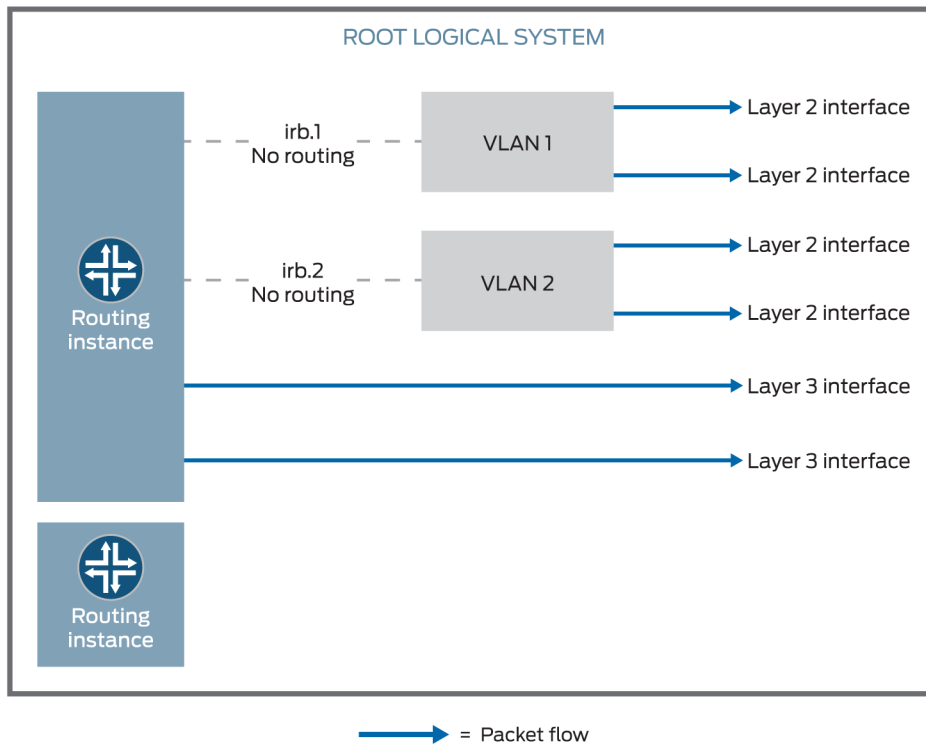 ROOT LOGICAL SYSTEM
irb.1
No routing
VLAN 1
Layer 2 interface
Layer 2 interface
irb.2
No routing
VLAN 2
Layer 2 interface
Layer 2 interface
Routing
instance
Layer 3 interface
Layer 3 interface
Routing
instance
= Packet flow